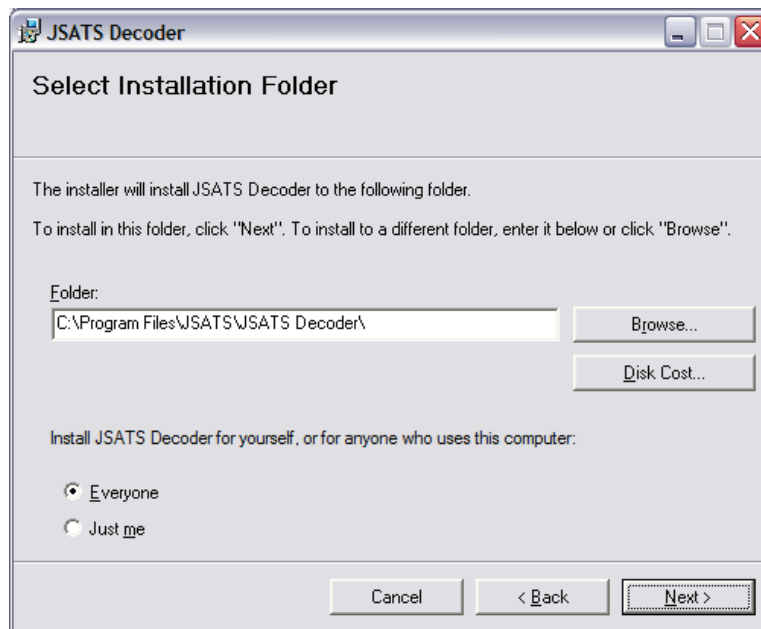 JSATS Decoder
Select Installation Folder
The installer will install JSATS Decoder to the following folder.
To install in this folder, click "Next". To install to a different folder, enter it below or click "Browse".
Folder:
C:\Program Files\JSATS\JSATS Decoder\
Browse...
Disk Cost...
Install JSATS Decoder for yourself, or for anyone who uses this computer:
Everyone
Just me
Cancel
< Back
Next >